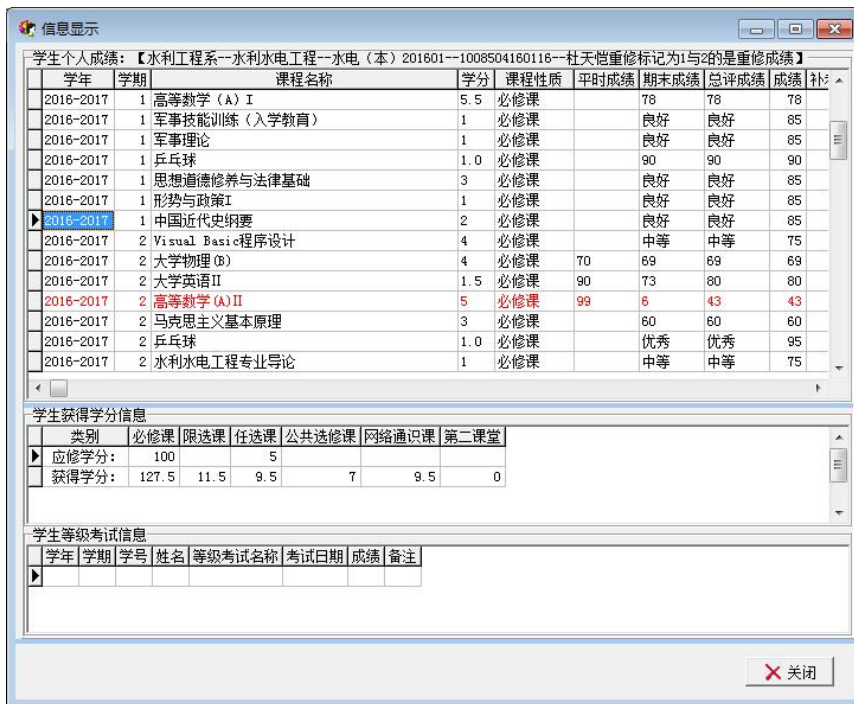 信息显示
学生个人成绩：【水利工程系--水利水电工程--水电（本）201601--1008504160116--杜天恺重修标记为1与2的是重修成绩】
学年 学期 课程名称 学分 课程性质 平时成绩 期末成绩 总评成绩 成绩
2016-2017 1 高等数学（A）I 5.5 必修课 78 78 78
2016-2017 1 军事技能训练（入学教育） 1 必修课 良好 良好 85
2016-2017 1 军事理论 1 必修课 良好 良好 85
2016-2017 1 乒乓球 1.0 必修课 90 90 90
2016-2017 1 思想道德修养与法律基础 3 必修课 良好 良好 85
2016-2017 1 形势与政策I 1 必修课 良好 良好 85
2016-2017 1 中国近代史纲要 2 必修课 良好 良好 85
2016-2017 2 Visual Basic程序设计 4 必修课 中等 中等 75
2016-2017 2 大学物理(B) 4 必修课 70 69 69 69
2016-2017 2 大学英语II 1.5 必修课 90 73 80 80
2016-2017 2 高等数学(A)II 5 必修课 99 6 43 43
2016-2017 2 马克思主义基本原理 3 必修课 60 60 60
2016-2017 2 乒乓球 1.0 必修课 优秀 优秀 95
2016-2017 2 水利水电工程专业导论 1 必修课 中等 中等 75
学生获得学分信息
类别 必修课 限选课 任选课 公共选修课 网络通识课 第二课堂
应修学分: 100 5
获得学分: 127.5 11.5 9.5 7 9.5 0
学生等级考试信息
学年 学期 学号 姓名 等级考试名称 考试日期 成绩 备注
关闭